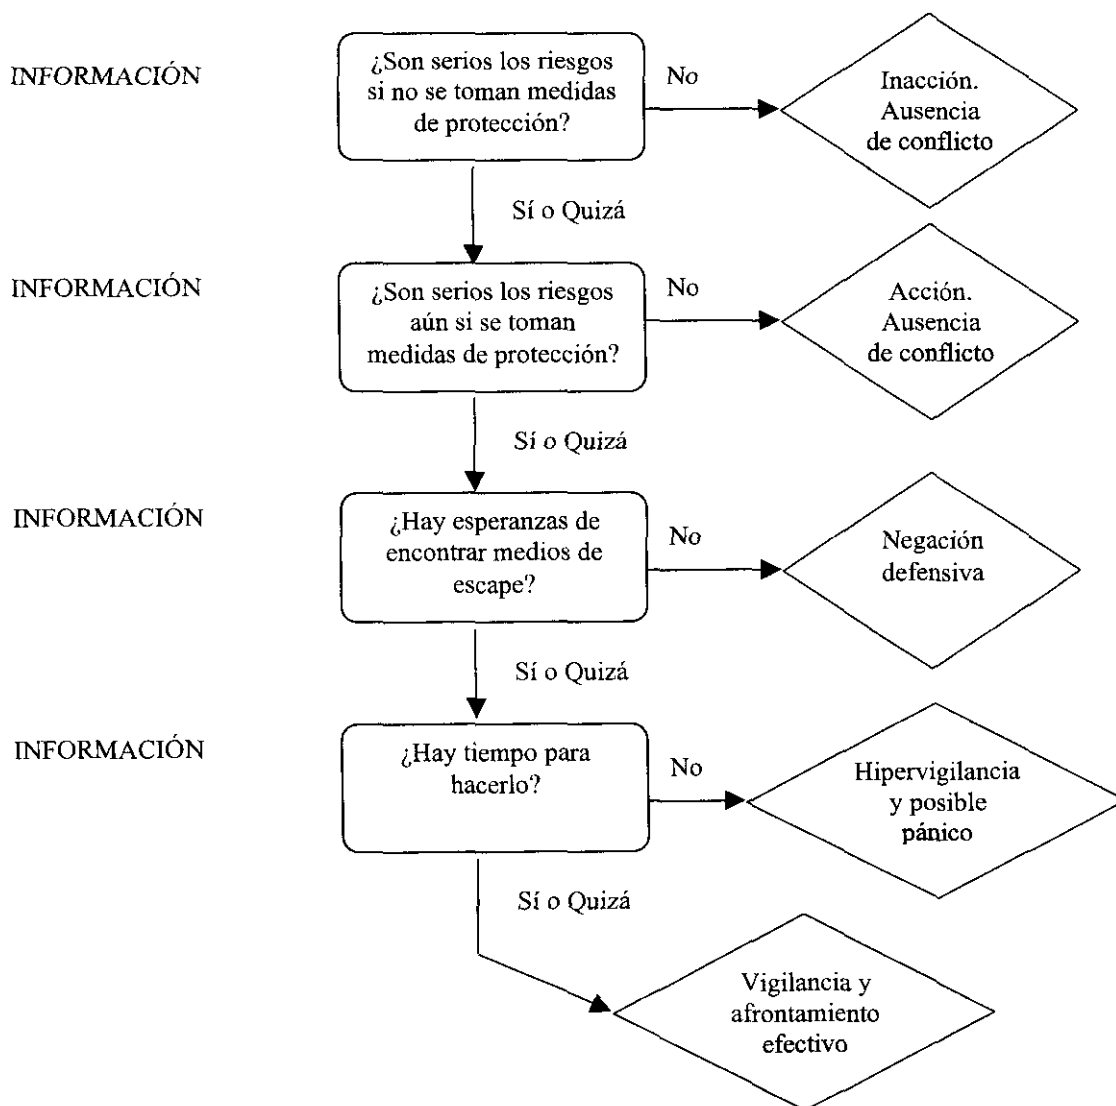 INFORMACIÓN
¿Son serios los riesgos
si no se toman medidas
de protección?
No
Inacción.
Ausencia
de conflicto
Sí o Quizá
INFORMACIÓN
¿Son serios los riesgos
aún si se toman
medidas de protección?
No
Acción.
Ausencia
de conflicto
Sí o Quizá
INFORMACIÓN
¿Hay esperanzas de
encontrar medios de
escape?
No
Negación
defensiva
Sí o Quizá
INFORMACIÓN
¿Hay tiempo para
hacerlo?
No
Hipervigilancia
y posible
pánico
Sí o Quizá
Vigilancia y
afrontamiento
efectivo